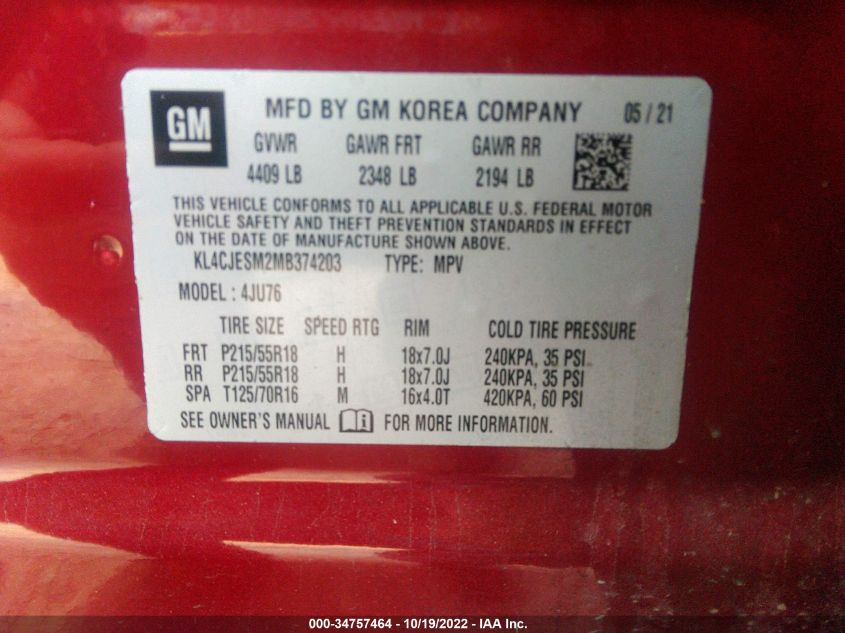 GM MFD BY GM KOREA COMPANY 05 / 21
GVWR GAWR FRT GAWR RR
4409 LB 2348 LB 2194 LB
THIS VEHICLE CONFORMS TO ALL APPLICABLE U.S. FEDERAL MOTOR
VEHICLE SAFETY AND THEFT PREVENTION STANDARDS IN EFFECT
ON THE DATE OF MANUFACTURE SHOWN ABOVE.
KL4CJESM2MB374203 TYPE: MPV
MODEL : 4JU76
TIRE SIZE SPEED RTG RIM COLD TIRE PRESSURE
FRT P215/55R18 H 18x7.0J 240KPA, 35 PSI
RR P215/55R18 H 18x7.0J 240KPA, 35 PSI
SPA T125/70R16 M 16x4.0T 420KPA, 60 PSI
SEE OWNER'S MANUAL FOR MORE INFORMATION.
000-34757464 - 10/19/2022 - IAA Inc.